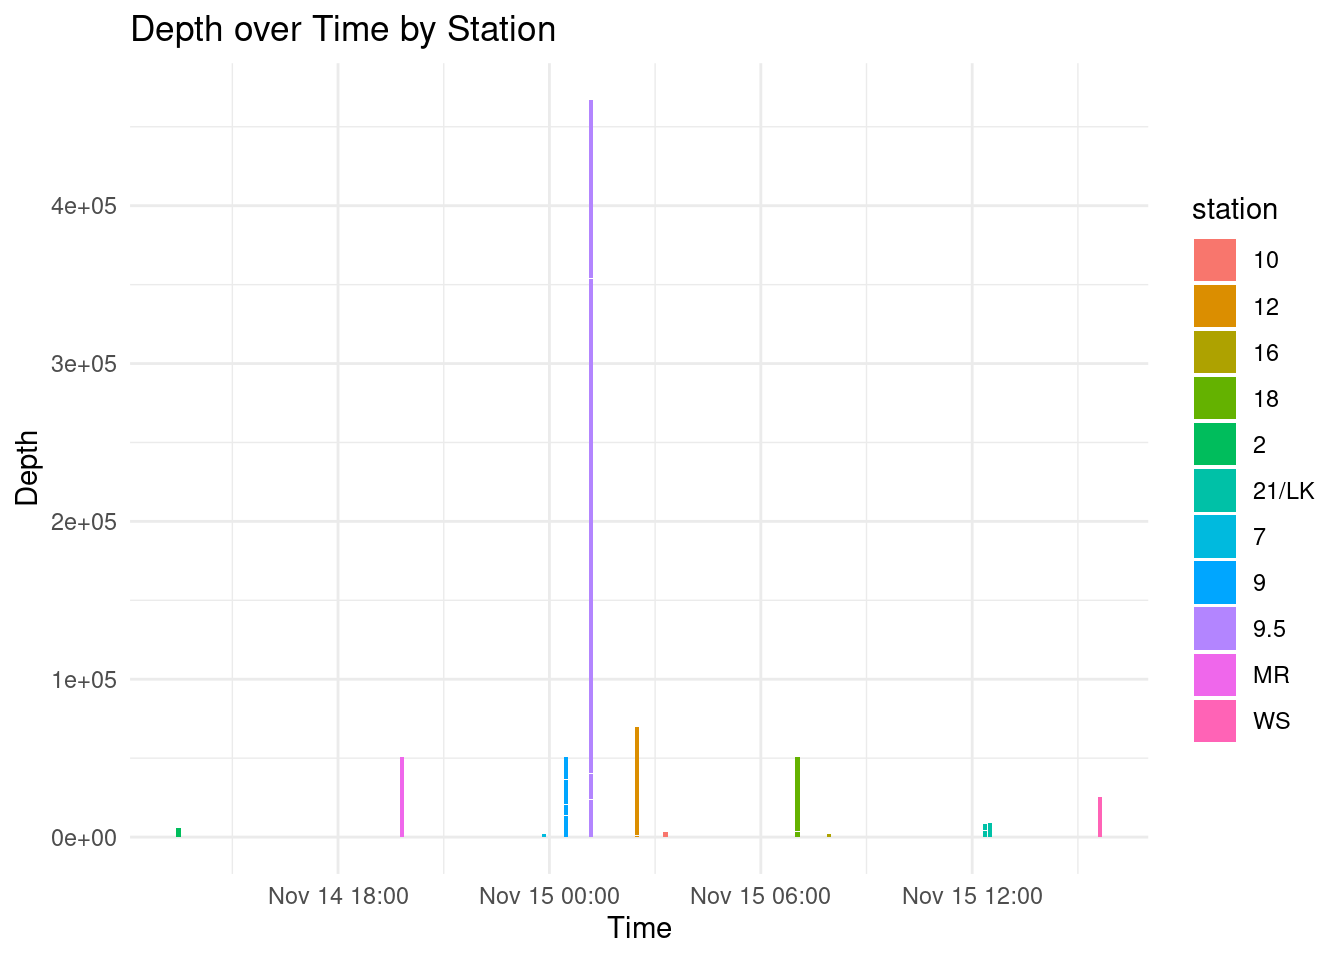 Depth over Time by Station
4e+05
3e+05
2e+05
1e+05
0e+00
Depth
Nov 14 18:00
Nov 15 00:00
Nov 15 06:00
Nov 15 12:00
Time
station
10
12
16
18
2
21/LK
7
9
9.5
MR
WS